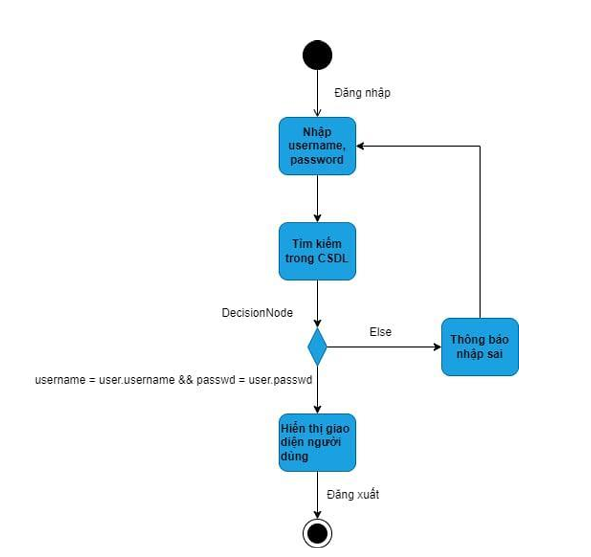 Đăng nhập
Nhập
username,
password
Tìm kiếm
trong CSDL
DecisionNode
Else
Thông báo
nhập sai
username = user.username && passwd = user.passwd
Hiển thị giao
diện người
dùng
Đăng xuất